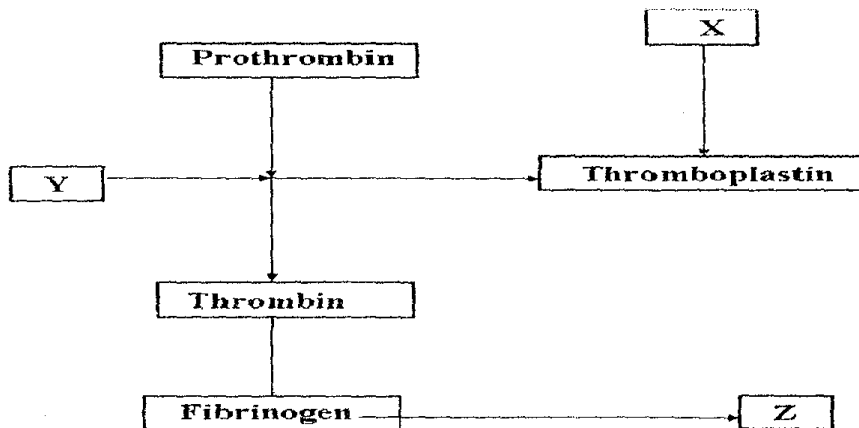 X
Prothrombin
Thromboplastin
Y
Thrombin
Fibrinogen
Z